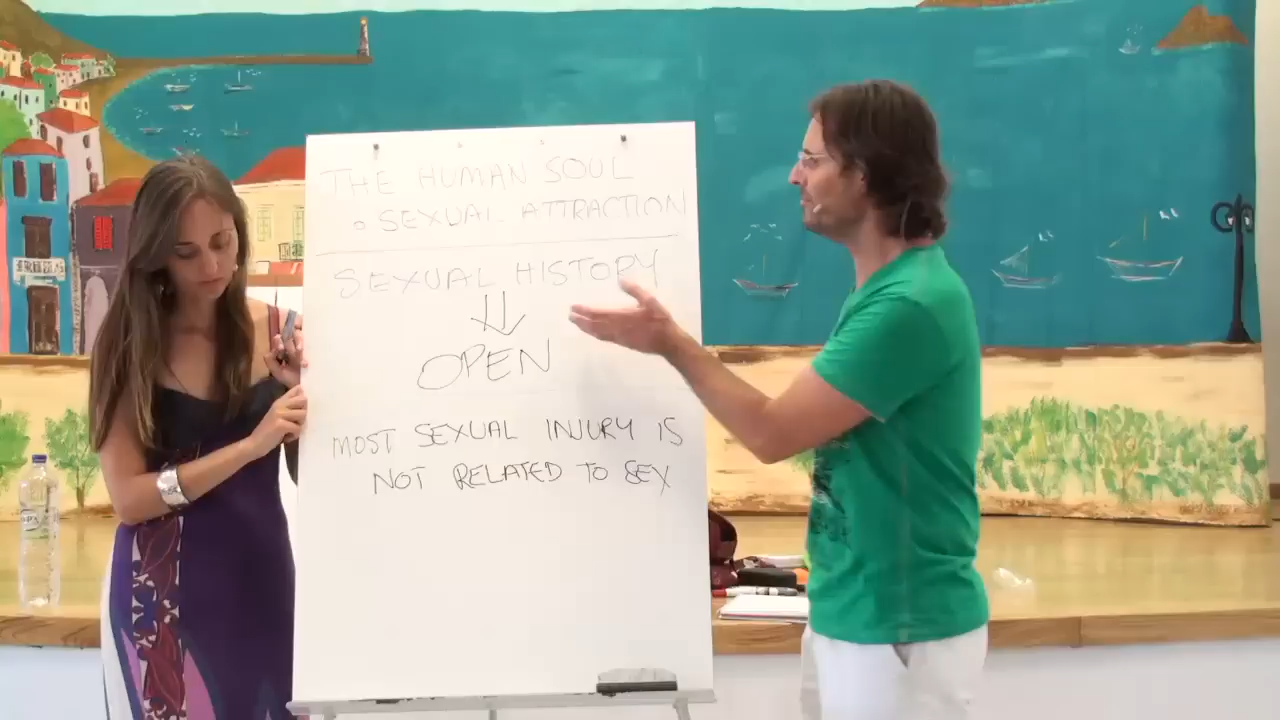 THE HUMAN SOUL
o SEXUAL ATTRACTION
SEXUAL HISTORY
OPEN
MOST SEXUAL INJURY IS
NOT RELATED TO SEX